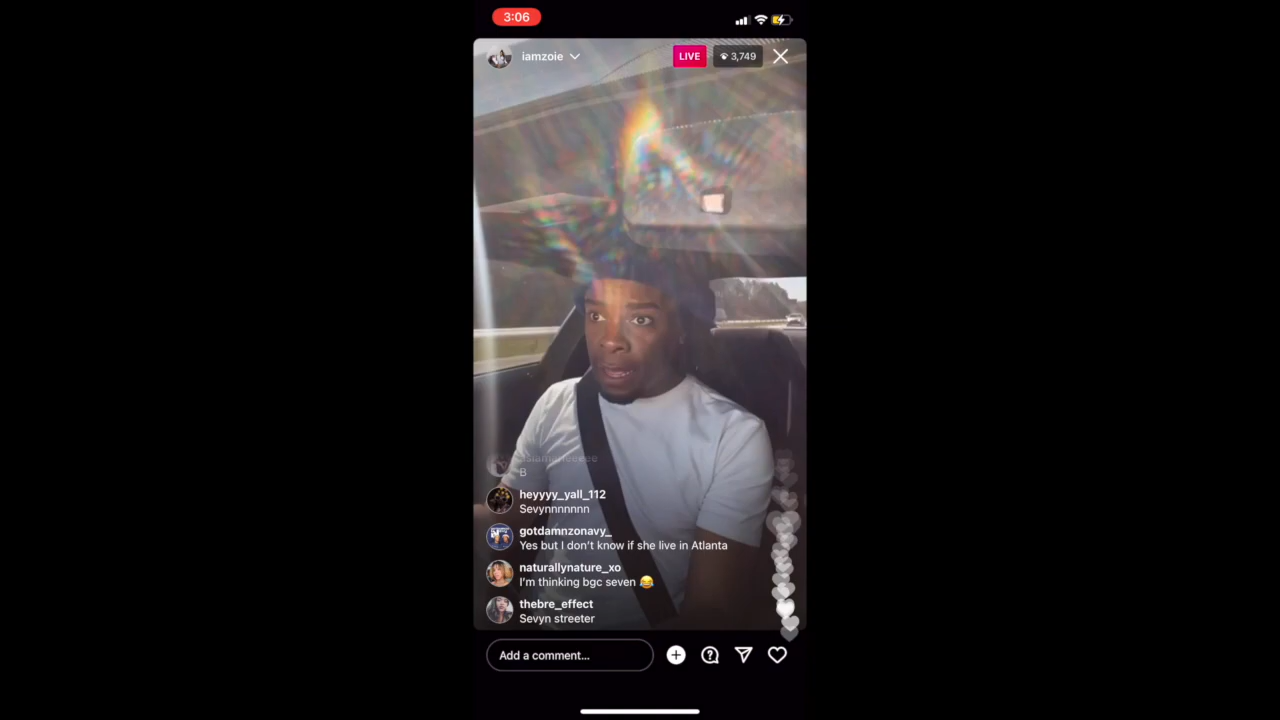 3:06
iamzoie
LIVE
3,749
B
heyyyy_yall_112
Sevynnnnnnn
gotdamnzonavy_
Yes but I don't know if she live in Atlanta
naturallynature_xo
I'm thinking bgc seven 😂
thebre_effect
Sevyn streeter
Add a comment...